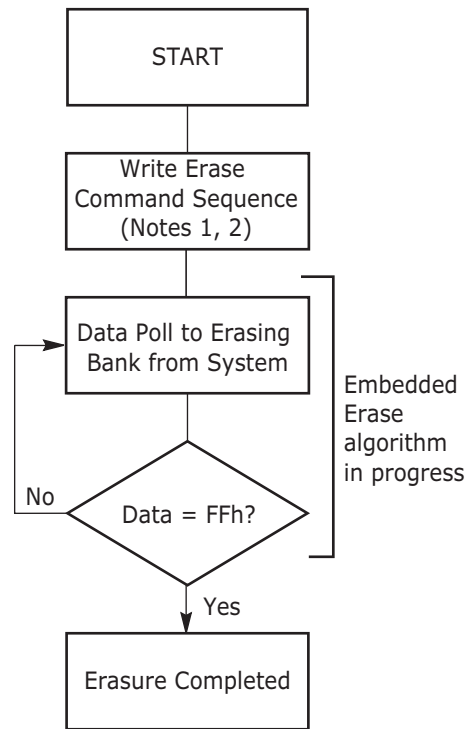 START
Write Erase
Command Sequence
(Notes 1, 2)
Data Poll to Erasing
Bank from System
Embedded
Erase
algorithm
in progress
No
Data = FFh?
Yes
Erasure Completed